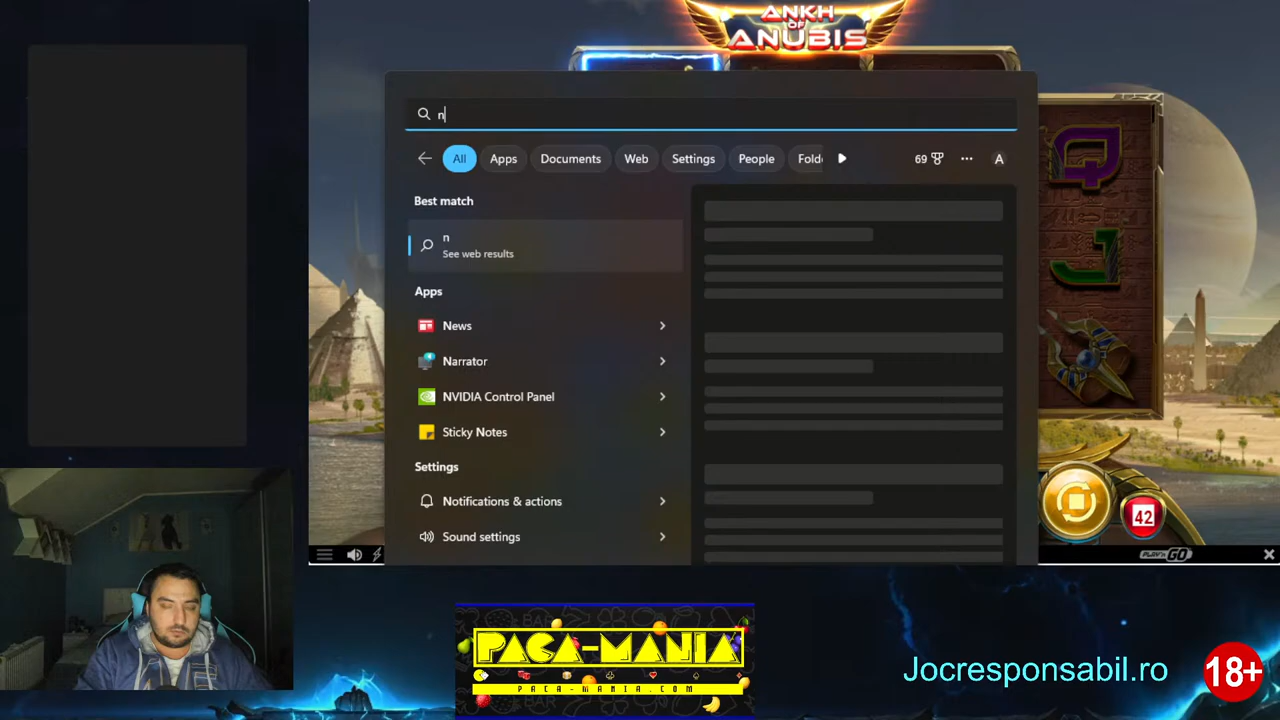 ANKH
OF
ANUBIS
n
All Apps Documents Web Settings People Fold 69 A
Best match
n
See web results
Apps
News
Narrator
NVIDIA Control Panel
Sticky Notes
Settings
Notifications & actions
Sound settings
Q
J
42
PLAY'n GO
BAR
PACA-MANIA
PACA-MANIA.COM
Jocresponsabil.ro
18+